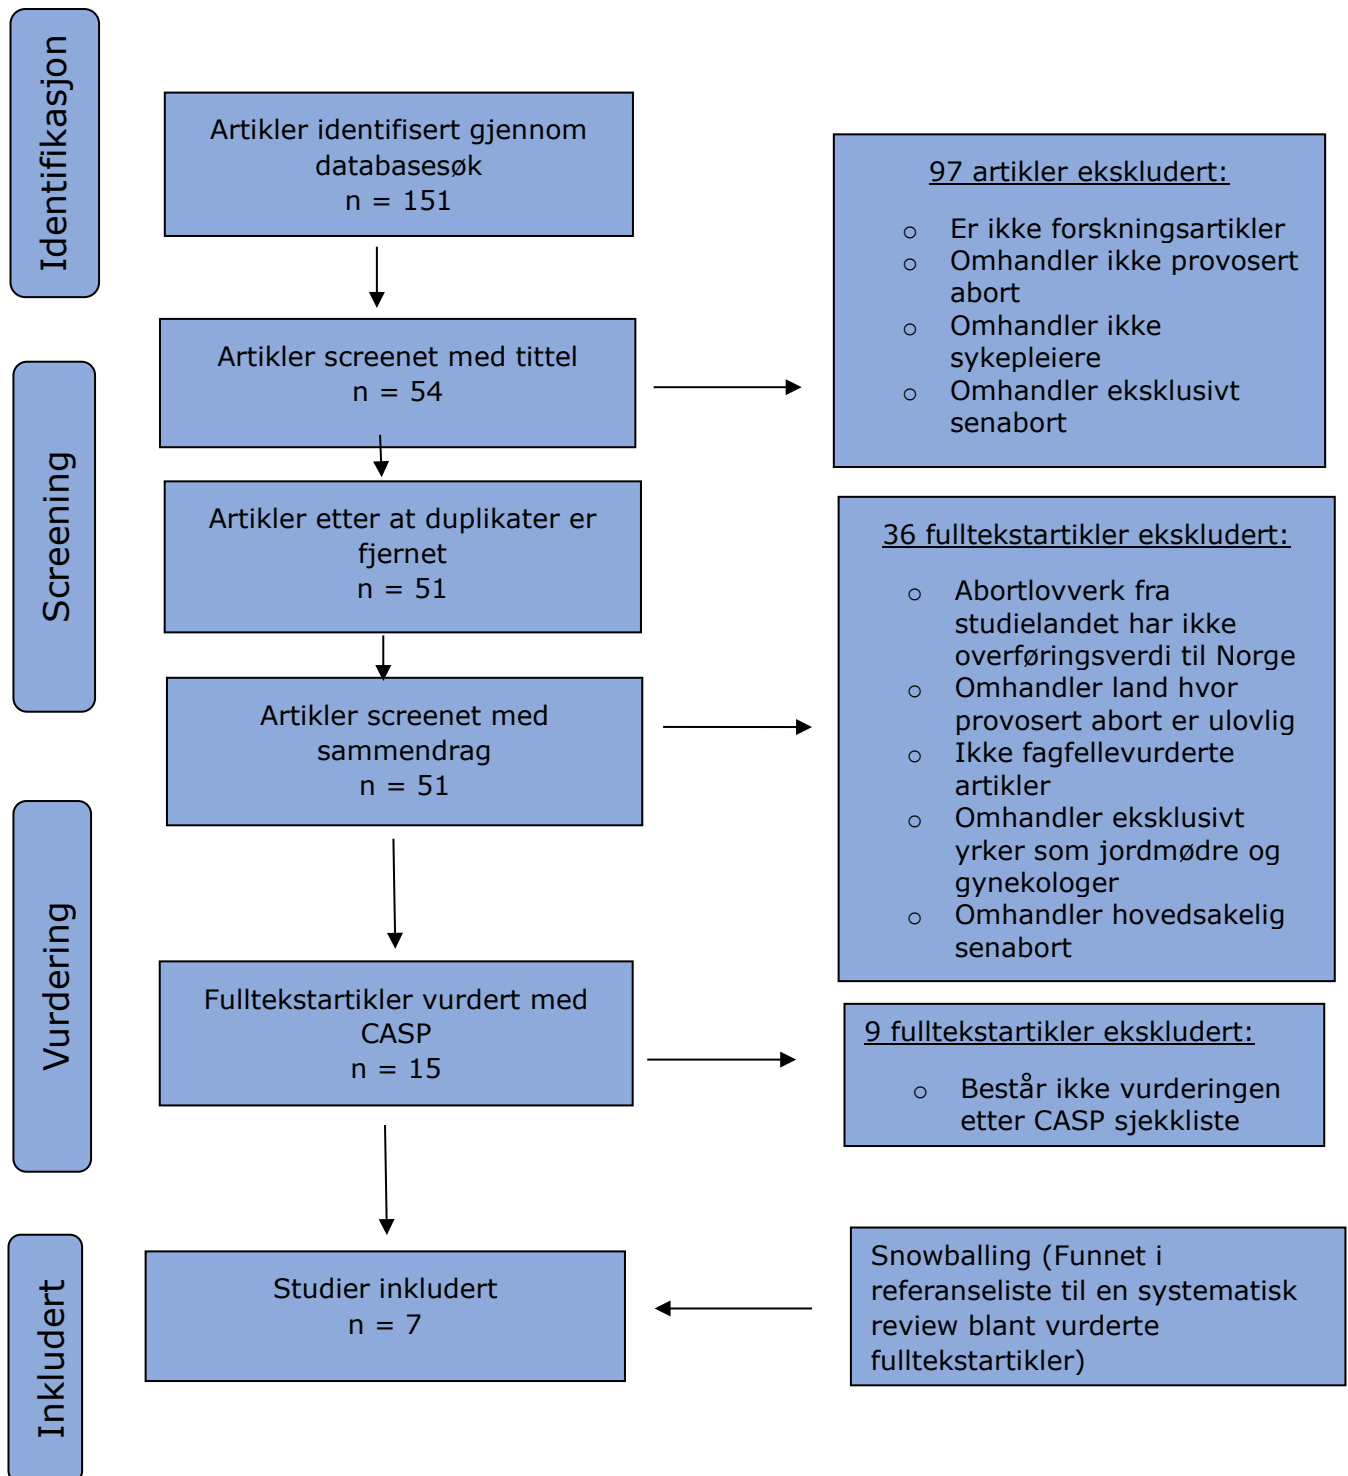 Identifikasjon
Artikler identifisert gjennom
databasesøk
n = 151
97 artikler ekskludert:
o Er ikke forskningsartikler
o Omhandler ikke provosert
abort
o Omhandler ikke
sykepleiere
o Omhandler eksklusivt
senabort
Screening
Artikler screenet med tittel
n = 54
Artikler etter at duplikater er
fjernet
n = 51
Artikler screenet med
sammendrag
n = 51
36 fulltekstartikler ekskludert:
o Abortlovverk fra
studielandet har ikke
overføringsverdi til Norge
o Omhandler land hvor
provosert abort er ulovlig
o Ikke fagfellevurderte
artikler
o Omhandler eksklusivt
yrker som jordmødre og
gynekologer
o Omhandler hovedsakelig
senabort
Vurdering
Fulltekstartikler vurdert med
CASP
n = 15
9 fulltekstartikler ekskludert:
o Består ikke vurderingen
etter CASP sjekkliste
Inkludert
Studier inkludert
n = 7
Snowballing (Funnet i
referanseliste til en systematisk
review blant vurderte
fulltekstartikler)